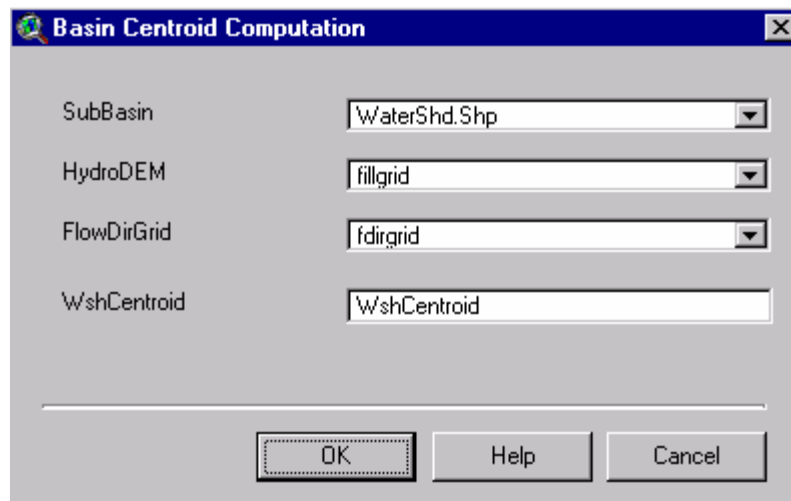 Basin Centroid Computation
SubBasin WaterShd.Shp
HydroDEM fillgrid
FlowDirGrid fdirgrid
WshCentroid WshCentroid
OK Help Cancel